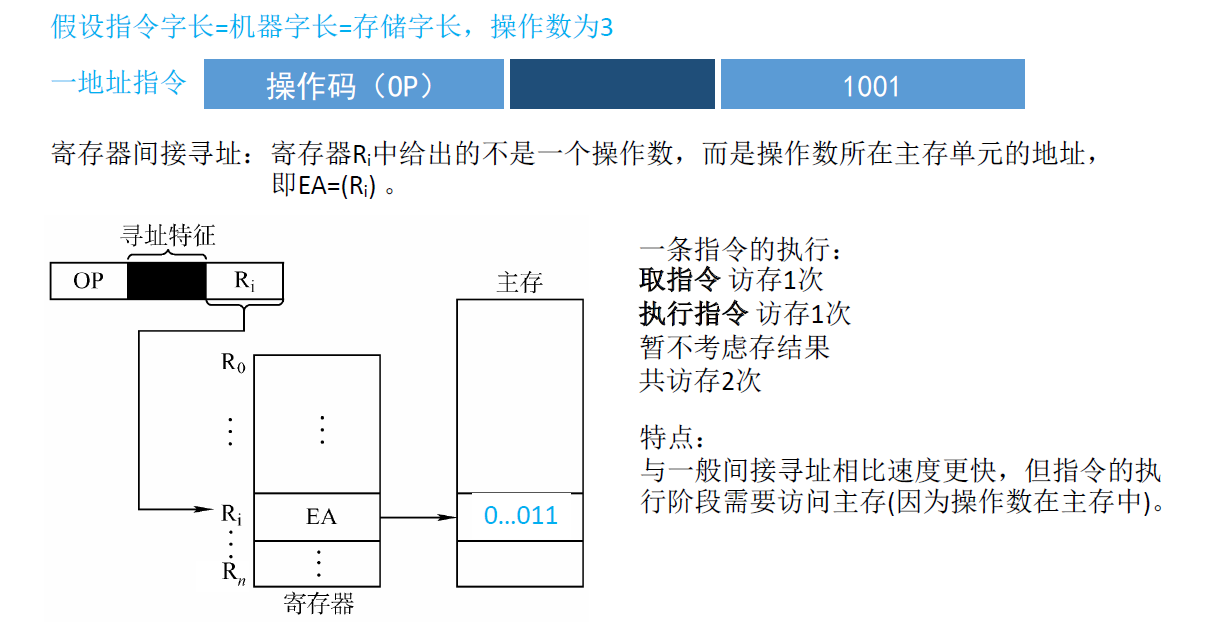 假设指令字长=机器字长=存储字长，操作数为3
一地址指令 操作码（OP） 1001
寄存器间接寻址：寄存器Ri中给出的不是一个操作数，而是操作数所在主存单元的地址，
即EA=(Ri) 。
寻址特征
OP Ri
主存
R0
⋮ ⋮
Ri EA 0…011
⋮ ⋮
Rn
寄存器
一条指令的执行：
取指令 访存1次
执行指令 访存1次
暂不考虑存结果
共访存2次
特点：
与一般间接寻址相比速度更快，但指令的执
行阶段需要访问主存(因为操作数在主存中)。